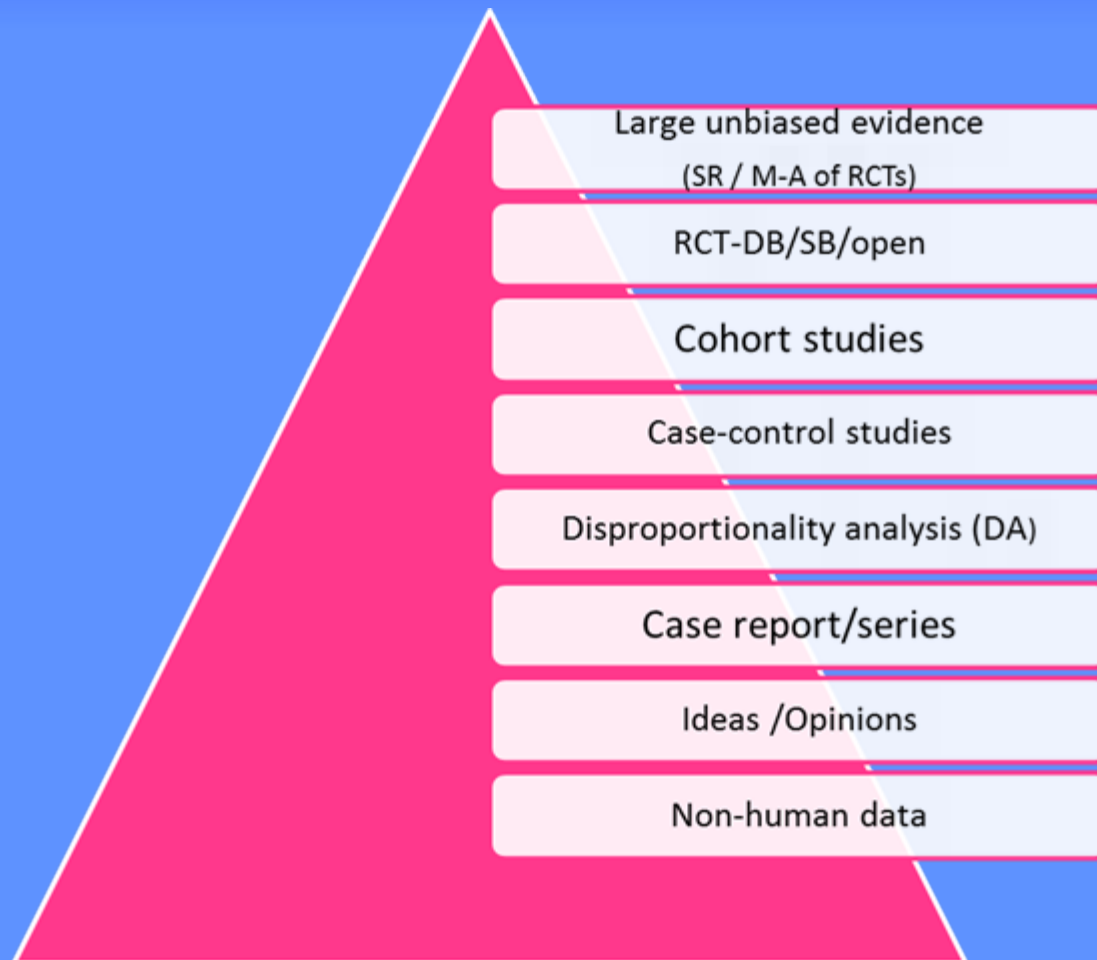 Large unbiased evidence
(SR / M-A of RCTs)
RCT-DB/SB/open
Cohort studies
Case-control studies
Disproportionality analysis (DA)
Case report/series
Ideas /Opinions
Non-human data